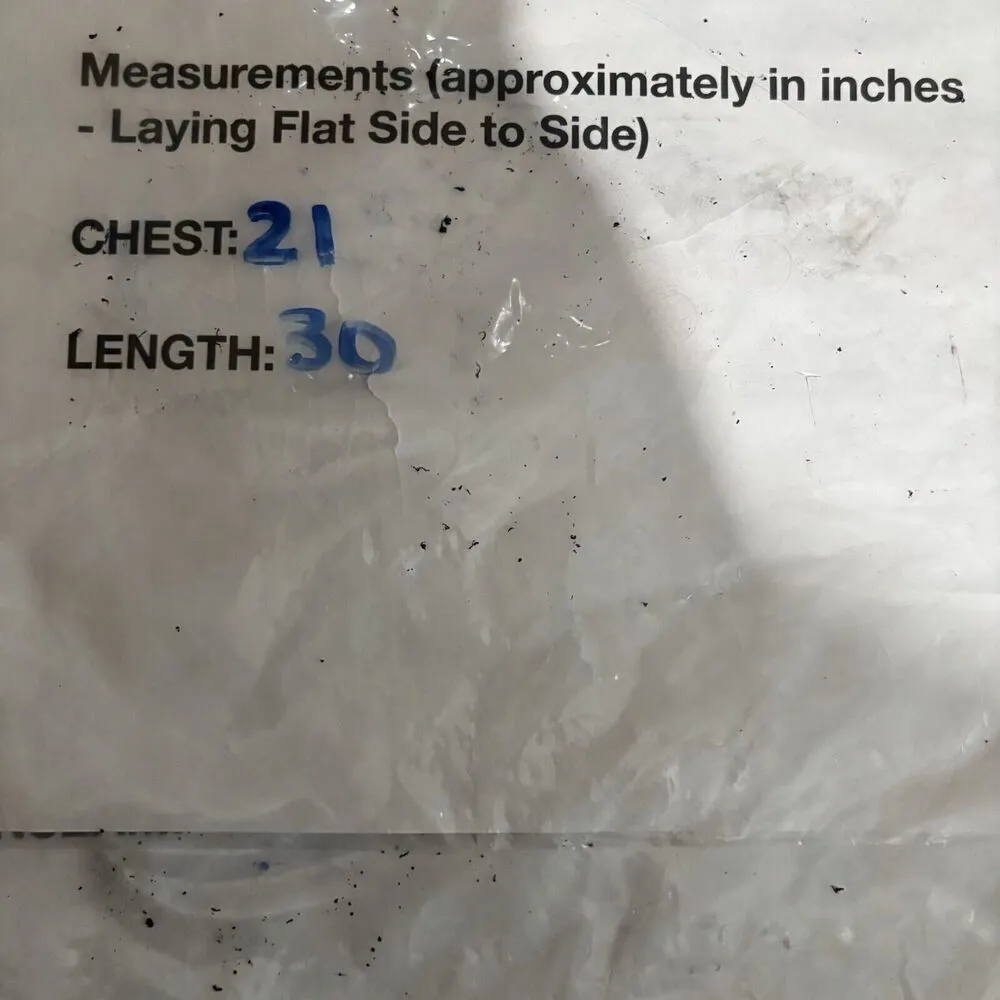 Measurements (approximately in inches
- Laying Flat Side to Side)
CHEST: 21
LENGTH: 30